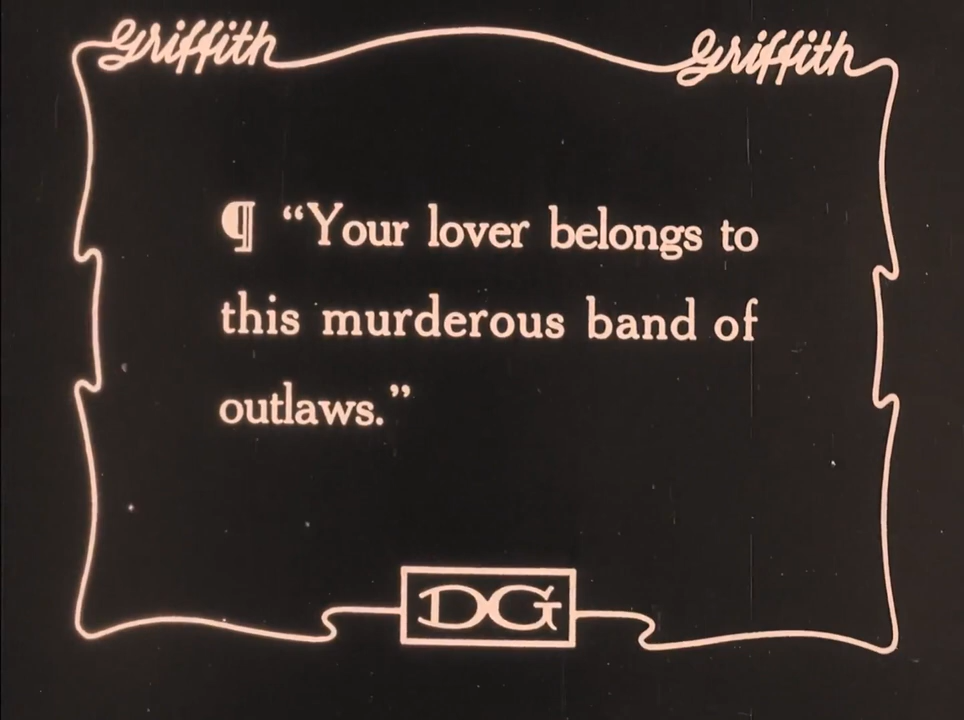 Griffith Griffith
¶ “Your lover belongs to
this murderous band of
outlaws.”
DG